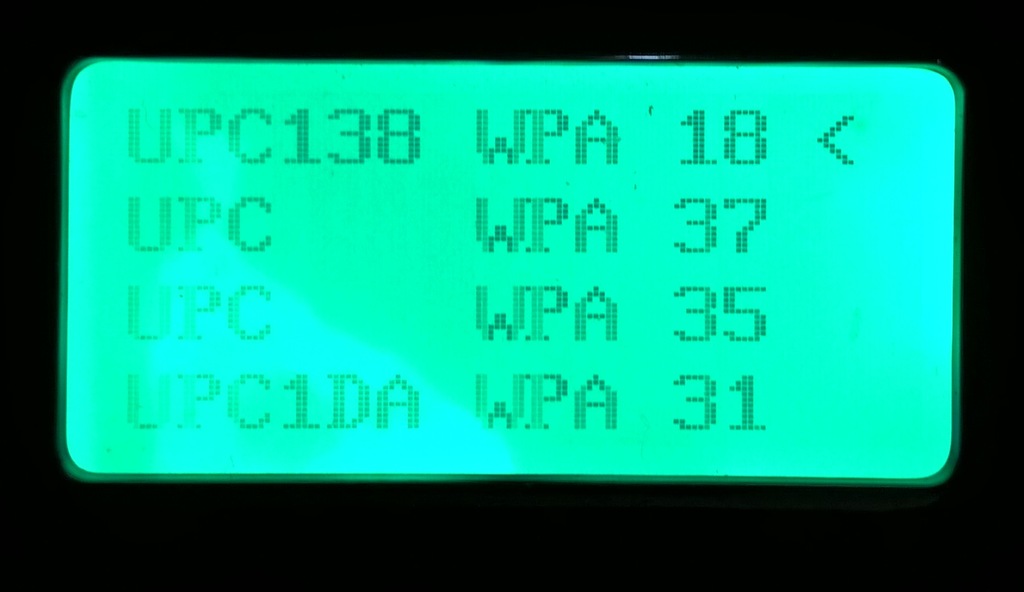 UPC138 WPA 18 <
UPC WPA 37
UPC WPA 35
UPC1DA WPA 31